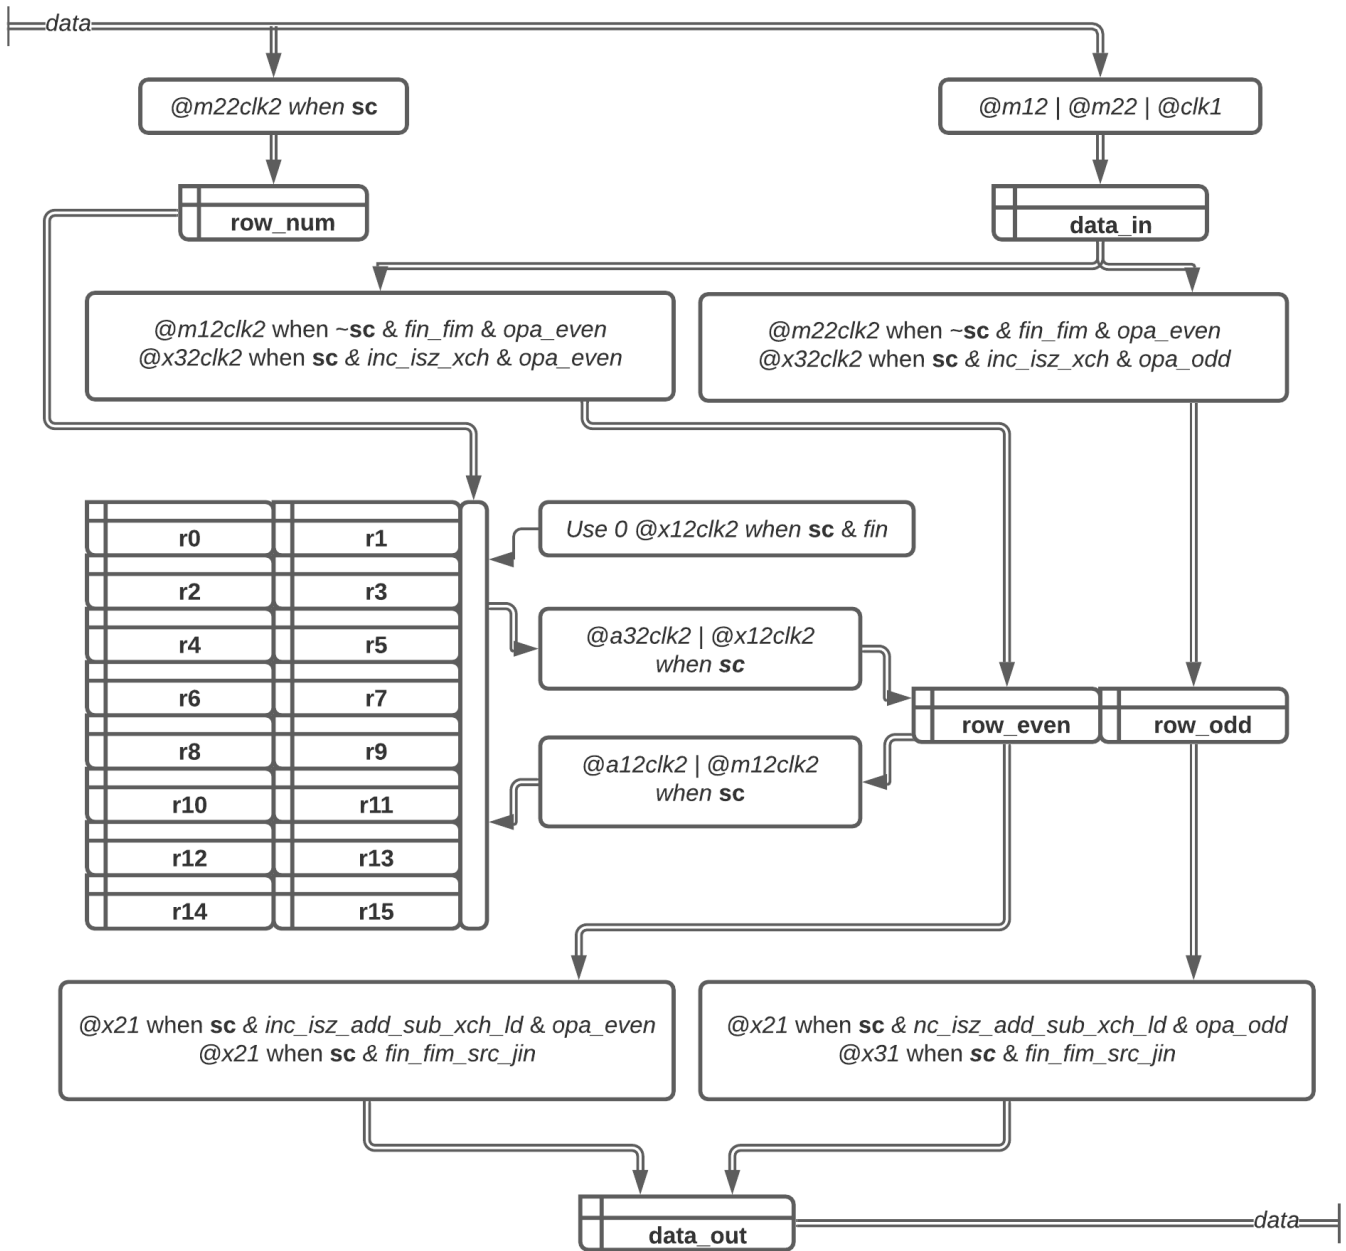 data
@m22clk2 when sc
@m12 | @m22 | @clk1
row_num
data_in
@m12clk2 when ~sc & fin_fim & opa_even
@x32clk2 when sc & inc_isz_xch & opa_even
@m22clk2 when ~sc & fin_fim & opa_even
@x32clk2 when sc & inc_isz_xch & opa_odd
r0 r1
r2 r3
r4 r5
r6 r7
r8 r9
r10 r11
r12 r13
r14 r15
Use 0 @x12clk2 when sc & fin
@a32clk2 | @x12clk2
when sc
row_even
row_odd
@a12clk2 | @m12clk2
when sc
@x21 when sc & inc_isz_add_sub_xch_ld & opa_even
@x21 when sc & fin_fim_src_jin
@x21 when sc & nc_isz_add_sub_xch_ld & opa_odd
@x31 when sc & fin_fim_src_jin
data_out
data